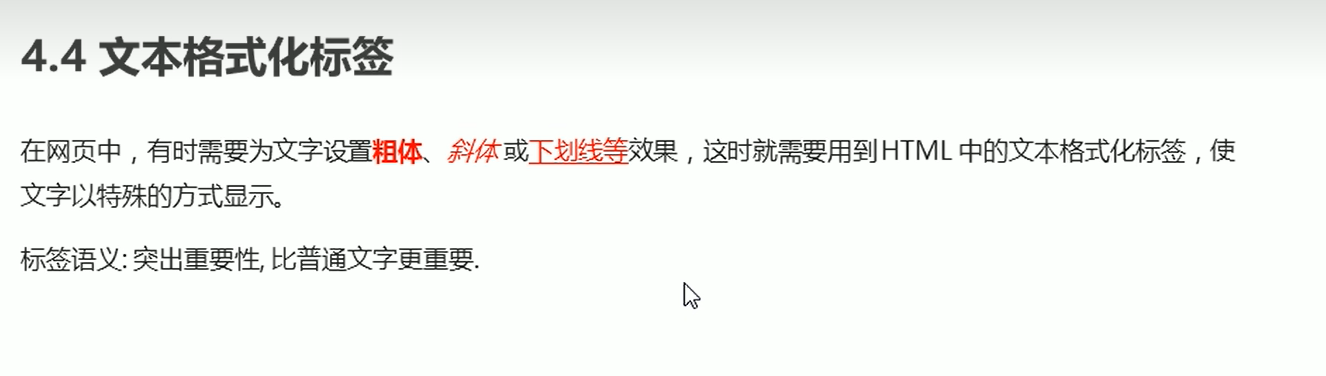 4.4 文本格式化标签
在网页中，有时需要为文字设置粗体、斜体或下划线等效果，这时就需要用到HTML 中的文本格式化标签，使
文字以特殊的方式显示。
标签语义: 突出重要性, 比普通文字更重要.